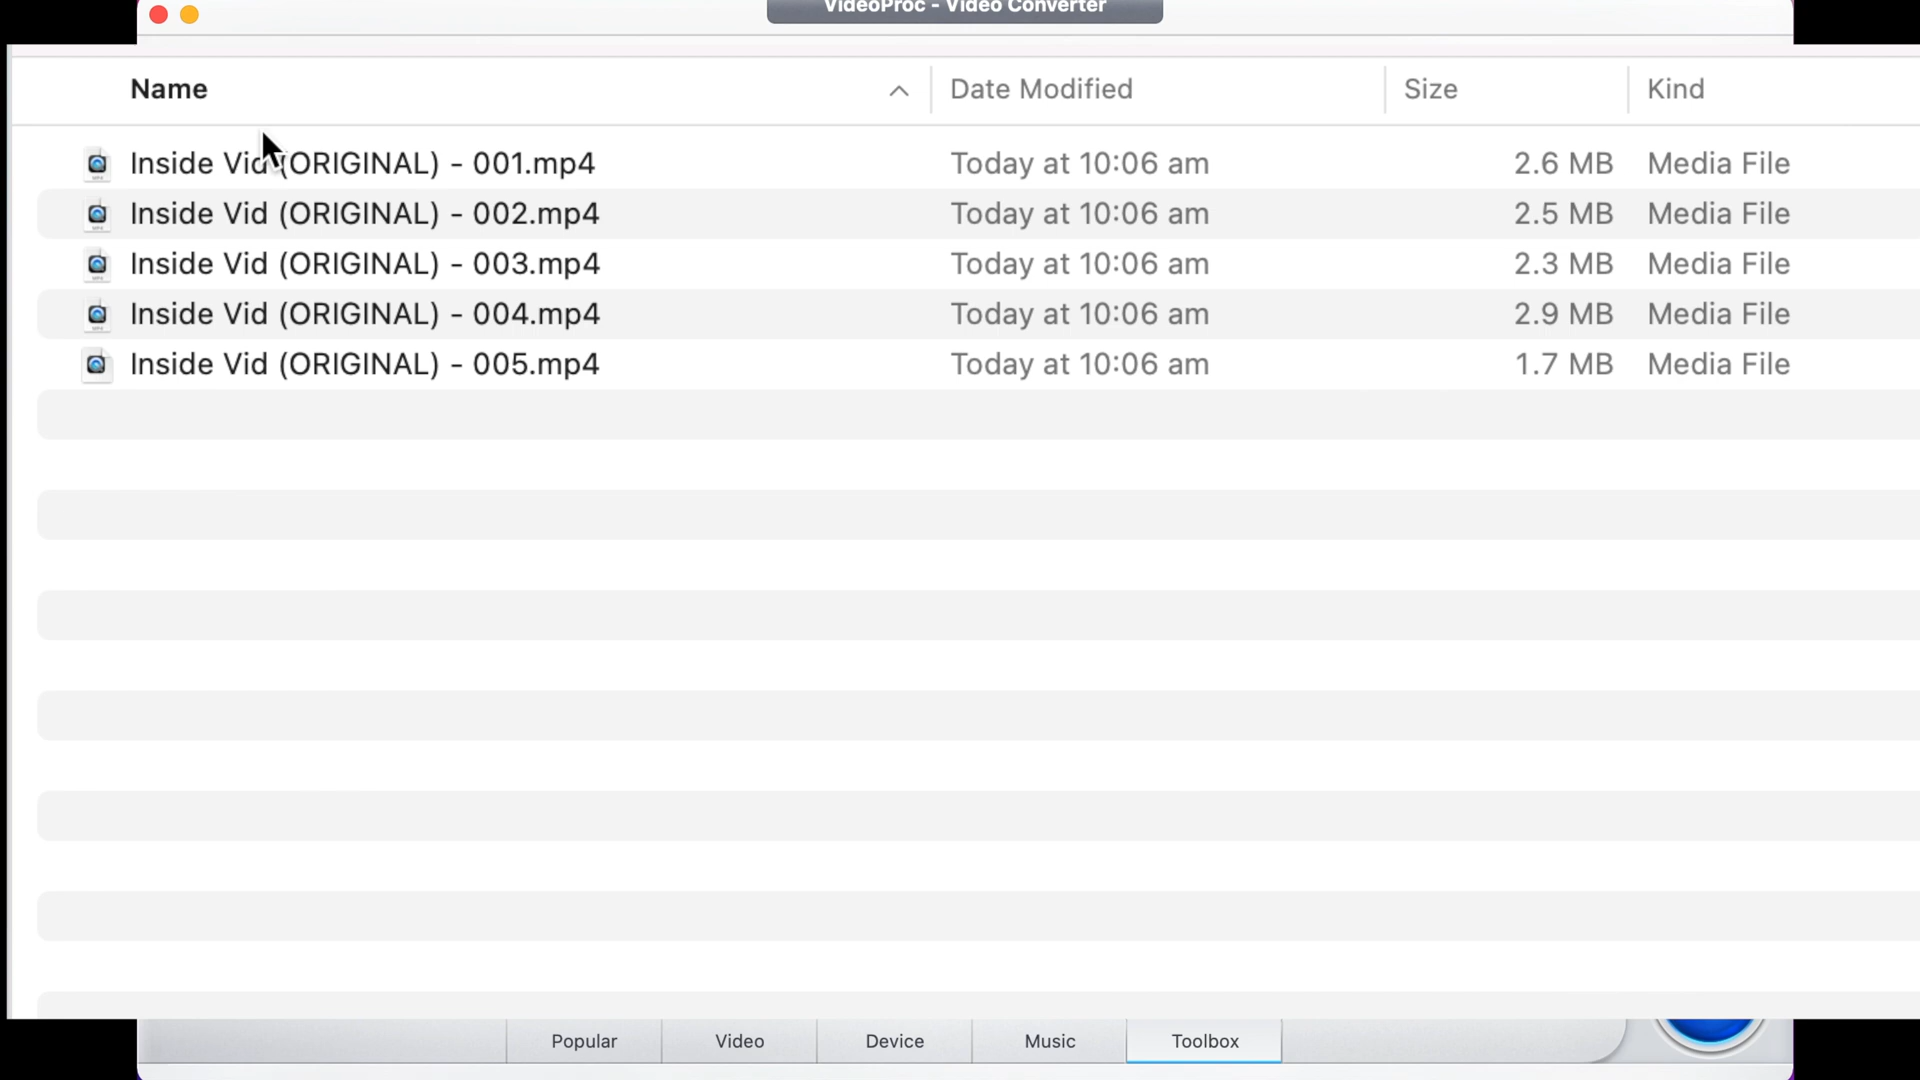 VideoProc - Video Converter
Name Date Modified Size Kind
Inside Vid (ORIGINAL) - 001.mp4 Today at 10:06 am 2.6 MB Media File
Inside Vid (ORIGINAL) - 002.mp4 Today at 10:06 am 2.5 MB Media File
Inside Vid (ORIGINAL) - 003.mp4 Today at 10:06 am 2.3 MB Media File
Inside Vid (ORIGINAL) - 004.mp4 Today at 10:06 am 2.9 MB Media File
Inside Vid (ORIGINAL) - 005.mp4 Today at 10:06 am 1.7 MB Media File
Popular Video Device Music Toolbox